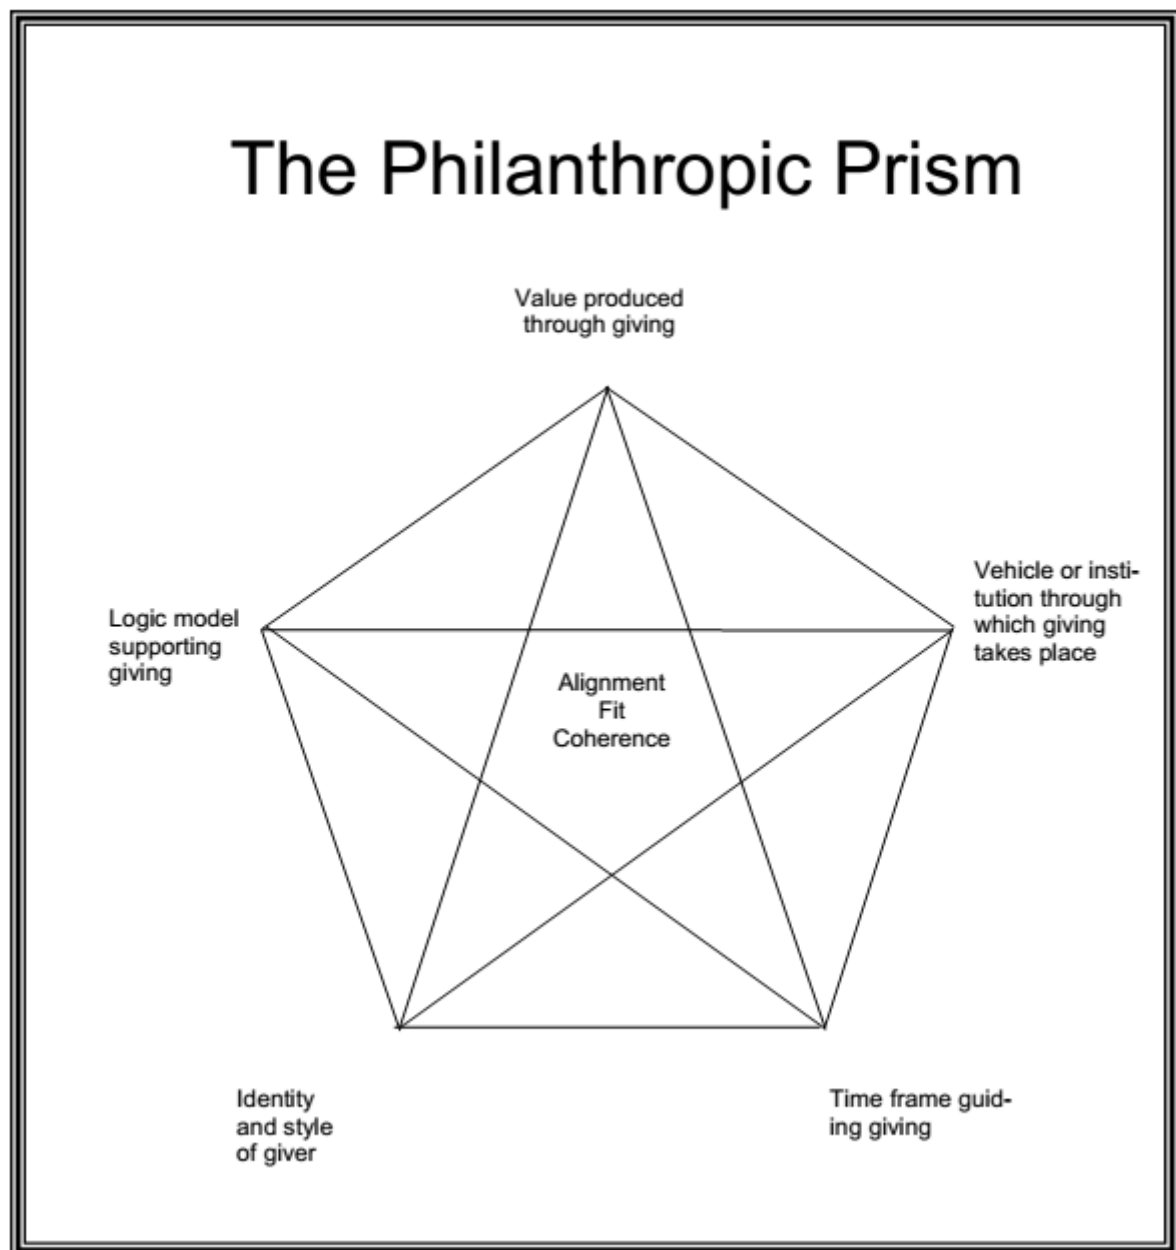 The Philanthropic Prism
Value produced
through giving
Vehicle or insti-
tution through
which giving
takes place
Logic model
supporting
giving
Alignment
Fit
Coherence
Identity
and style
of giver
Time frame guid-
ing giving